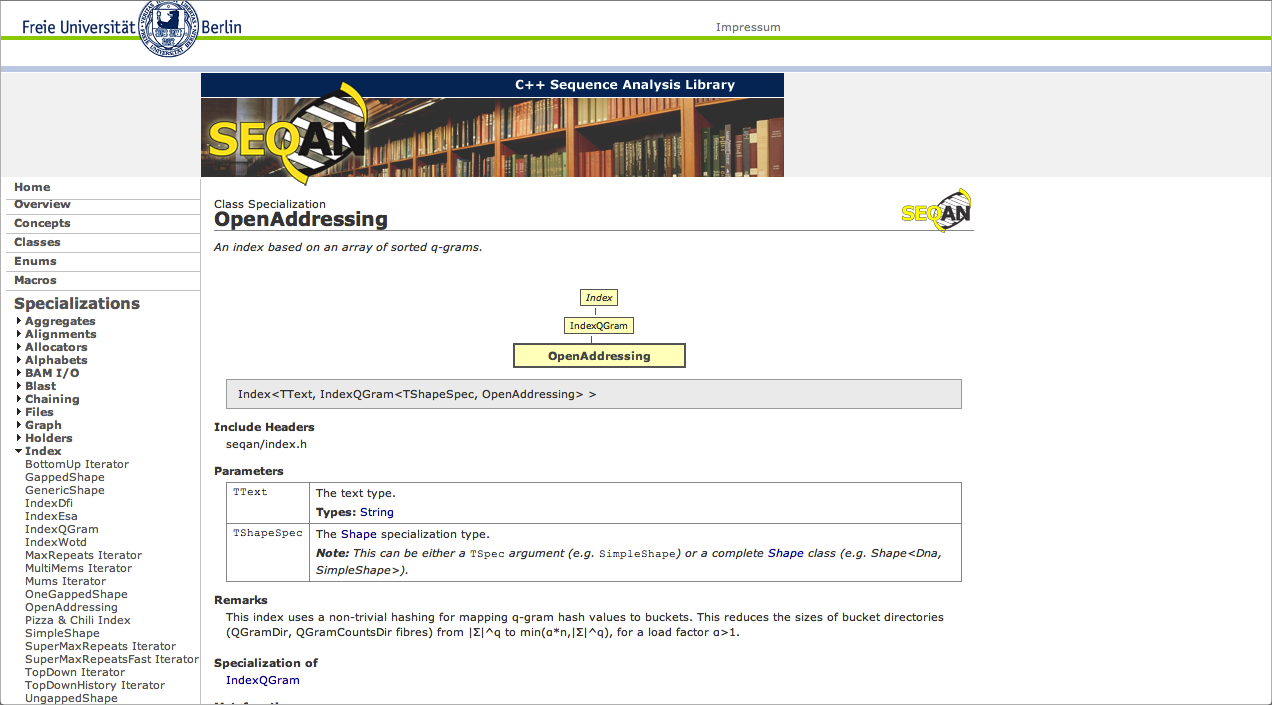 Freie Universität Berlin
Impressum
C++ Sequence Analysis Library
SEQAN
Home
Overview
Concepts
Classes
Enums
Macros
Specializations
Aggregates
Alignments
Allocators
Alphabets
BAM I/O
Blast
Chaining
Files
Graph
Holders
Index
BottomUp Iterator
GappedShape
GenericShape
IndexDfi
IndexEsa
IndexQGram
IndexWotd
MaxRepeats Iterator
MultiMems Iterator
Mums Iterator
OneGappedShape
OpenAddressing
Pizza & Chili Index
SimpleShape
SuperMaxRepeats Iterator
SuperMaxRepeatsFast Iterator
TopDown Iterator
TopDownHistory Iterator
UngappedShape
Class Specialization
OpenAddressing
SEQAN
An index based on an array of sorted q-grams.
Index
IndexQGram
OpenAddressing
Index<TText, IndexQGram<TShapeSpec, OpenAddressing> >
Include Headers
seqan/index.h
Parameters
TText The text type.
Types: String
TShapeSpec The Shape specialization type.
Note: This can be either a TSpec argument (e.g. SimpleShape) or a complete Shape class (e.g. Shape<Dna,
SimpleShape>).
Remarks
This index uses a non-trivial hashing for mapping q-gram hash values to buckets. This reduces the sizes of bucket directories
(QGramDir, QGramCountsDir fibres) from |Σ|^q to min(α*n,|Σ|^q), for a load factor α>1.
Specialization of
IndexQGram